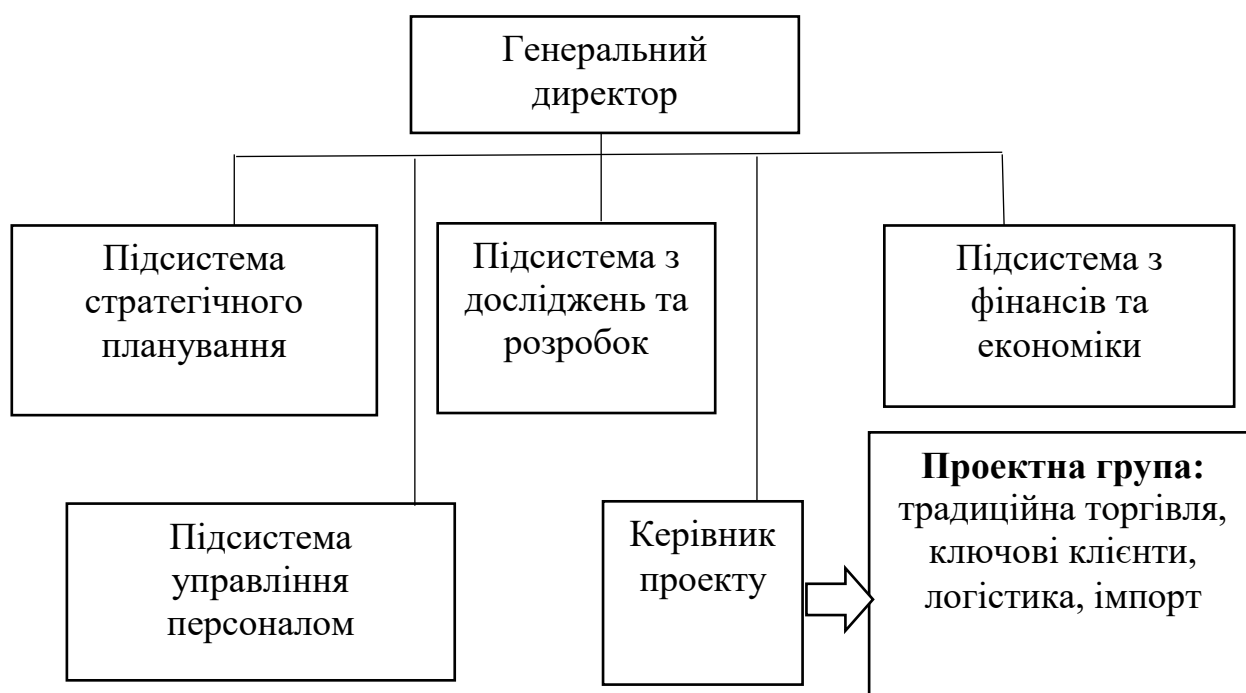 Генеральний
директор
Підсистема
стратегічного
планування
Підсистема з
досліджень та
розробок
Підсистема з
фінансів та
економіки
Підсистема
управління
персоналом
Керівник
проекту
Проектна група:
традиційна торгівля,
ключові клієнти,
логістика, імпорт